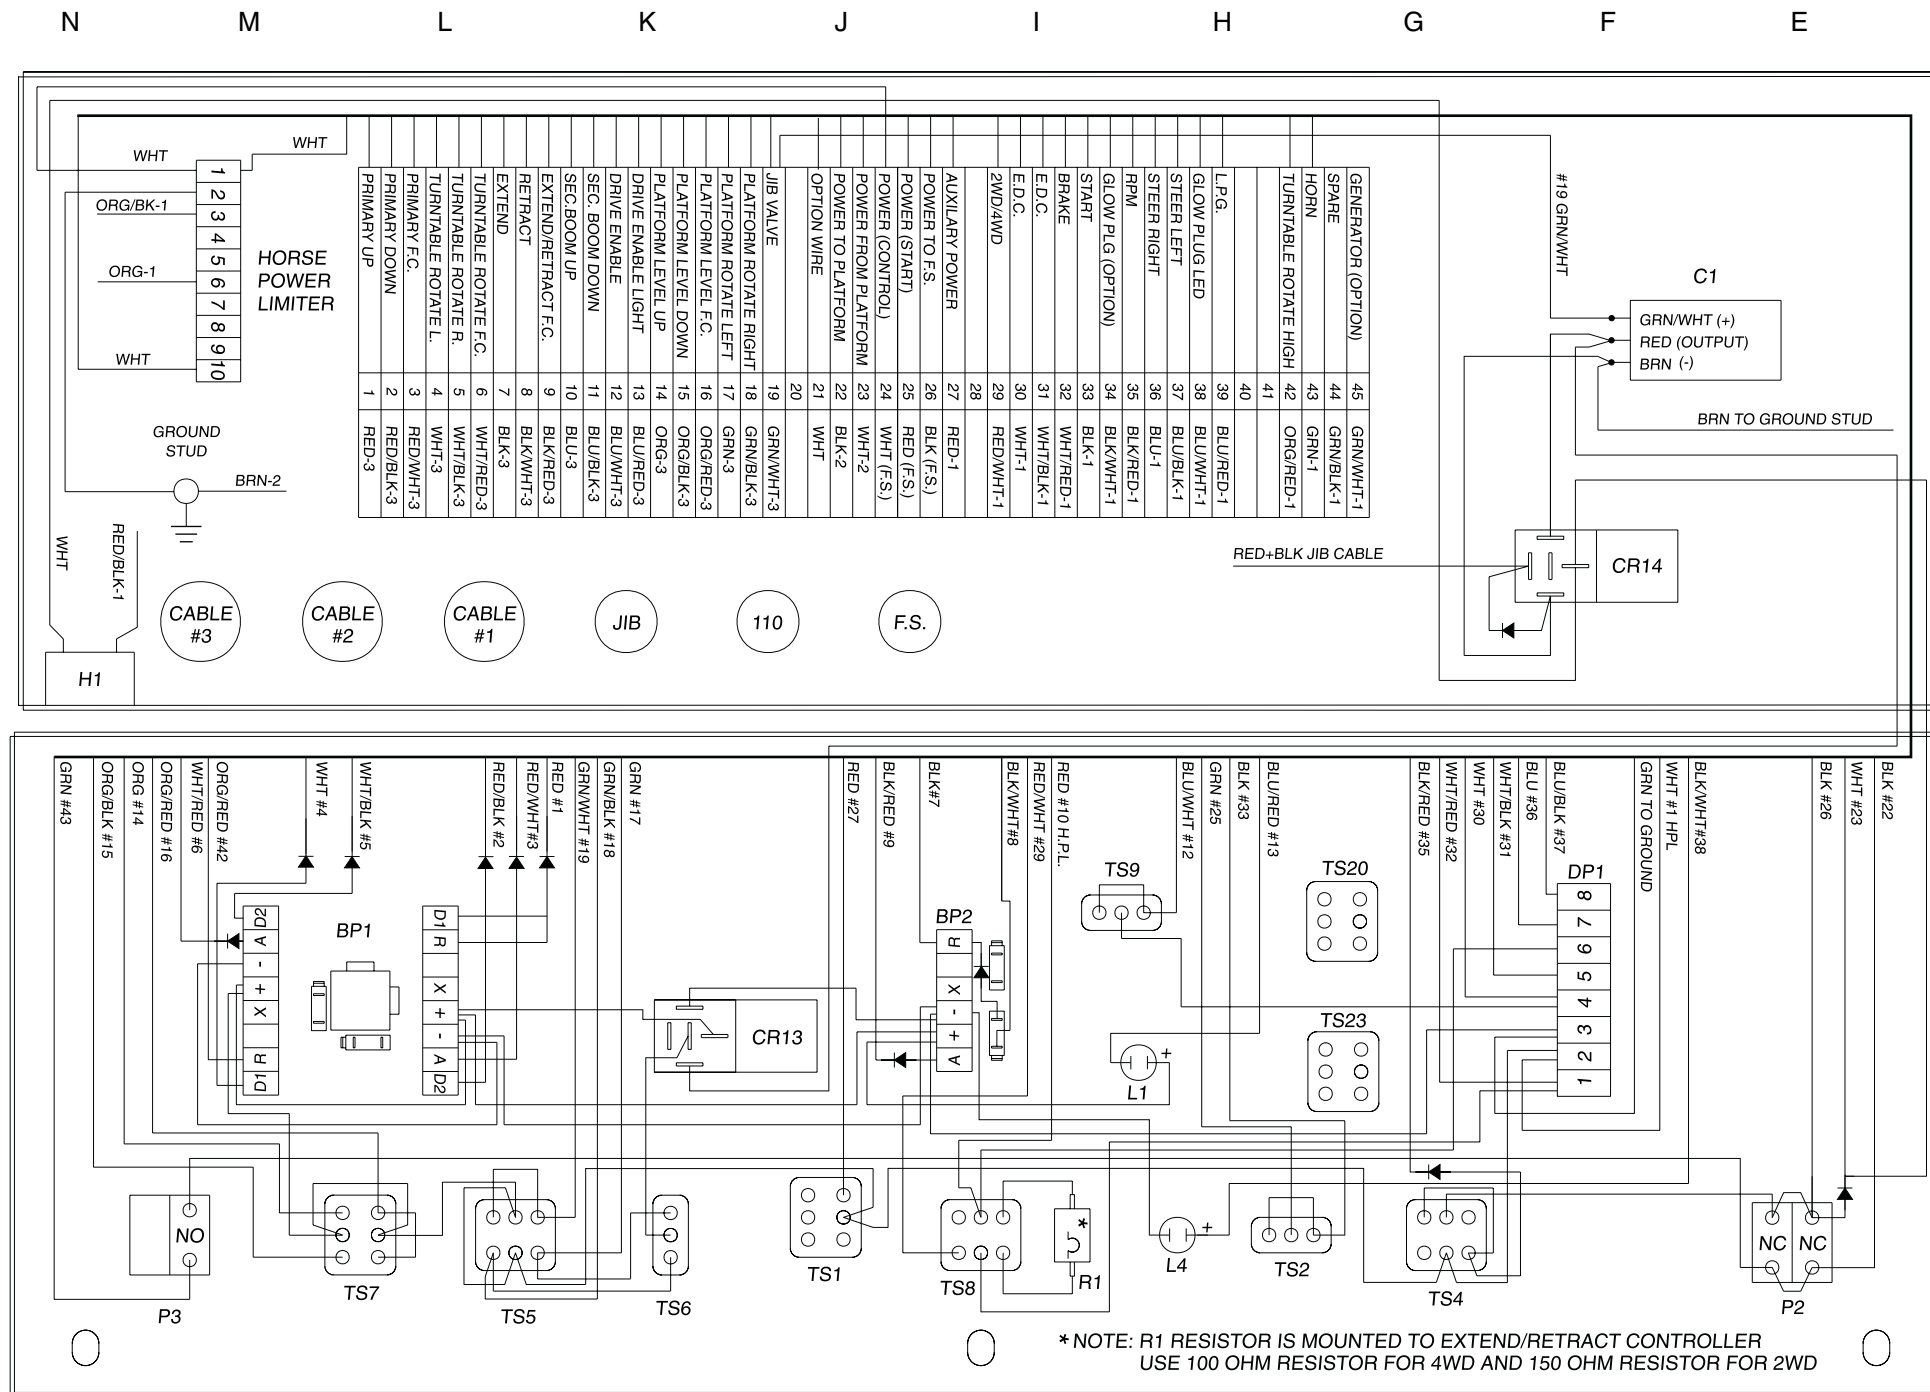 N M L K J I H G F E
WHT
WHT
ORG/BK-1
ORG-1
WHT
1
2
3
4
5
6
7
8
9
10
HORSE
POWER
LIMITER
GROUND
STUD
BRN-2
WHT
RED/BLK-1
H1
PRIMARY UP 1 RED-3
PRIMARY DOWN 2 RED/BLK-3
PRIMARY F.C. 3 RED/WHT-3
TURNTABLE ROTATE L. 4 WHT-3
TURNTABLE ROTATE R. 5 WHT/BLK-3
TURNTABLE ROTATE F.C. 6 WHT/RED-3
EXTEND 7 BLK-3
RETRACT 8 BLK/WHT-3
EXTEND/RETRACT F.C. 9 BLK/RED-3
SEC.BOOM UP 10 BLU-3
SEC. BOOM DOWN 11 BLU/BLK-3
DRIVE ENABLE 12 BLU/WHT-3
DRIVE ENABLE LIGHT 13 BLU/RED-3
PLATFORM LEVEL UP 14 ORG-3
PLATFORM LEVEL DOWN 15 ORG/BLK-3
PLATFORM LEVEL F.C. 16 ORG/RED-3
PLATFORM ROTATE LEFT 17 GRN-3
PLATFORM ROTATE RIGHT 18 GRN/BLK-3
JIB VALVE 19 GRN/WHT-3
20
OPTION WIRE 21 WHT
POWER TO PLATFORM 22 BLK-2
POWER FROM PLATFORM 23 WHT-2
POWER (CONTROL) 24 WHT (F.S.)
POWER (START) 25 RED (F.S.)
POWER TO F.S. 26 BLK (F.S.)
AUXILARY POWER 27 RED-1
28
2WD/4WD 29 RED/WHT-1
E.D.C. 30 WHT-1
E.D.C. 31 WHT/BLK-1
BRAKE 32 WHT/RED-1
START 33 BLK-1
GLOW PLG (OPTION) 34 BLK/WHT-1
RPM 35 BLK/RED-1
STEER RIGHT 36 BLU-1
STEER LEFT 37 BLU/BLK-1
GLOW PLUG LED 38 BLU/WHT-1
L.P.G. 39 BLU/RED-1
40
41
TURNTABLE ROTATE HIGH 42 ORG/RED-1
HORN 43 GRN-1
SPARE 44 GRN/BLK-1
GENERATOR (OPTION) 45 GRN/WHT-1
#19 GRN/WHT
C1
GRN/WHT (+)
RED (OUTPUT)
BRN (-)
BRN TO GROUND STUD
RED+BLK JIB CABLE
CR14
CABLE
#3
CABLE
#2
CABLE
#1
JIB
110
F.S.
GRN #43
ORG/BLK #15
ORG #14
ORG/RED #16
WHT/RED #6
ORG/RED #42
WHT #4
WHT/BLK #5
RED/BLK #2
RED/WHT#3
RED #1
GRN/WHT #19
GRN/BLK #18
GRN #17
RED #27
BLK/RED #9
BLK#7
BLK/WHT#8
RED/WHT #29
RED #10 H.P.L.
BLU/WHT #12
GRN #25
BLK #33
BLU/RED #13
BLK/RED #35
WHT/RED #32
WHT #30
WHT/BLK #31
BLU #36
BLU/BLK #37
GRN TO GROUND
WHT #1 HPL
BLK/WHT#38
BLK #26
WHT #23
BLK #22
D2
A
-
+
X
R
D1
BP1
D1
R
X
+
-
A
D2
CR13
BP2
R
X
-
+
A
TS9
L1
+
TS20
TS23
DP1
8
7
6
5
4
3
2
1
NO
P3
TS7
TS5
TS6
TS1
TS8
*
R1
L4
+
TS2
TS4
NC NC
P2
* NOTE: R1 RESISTOR IS MOUNTED TO EXTEND/RETRACT CONTROLLER
USE 100 OHM RESISTOR FOR 4WD AND 150 OHM RESISTOR FOR 2WD